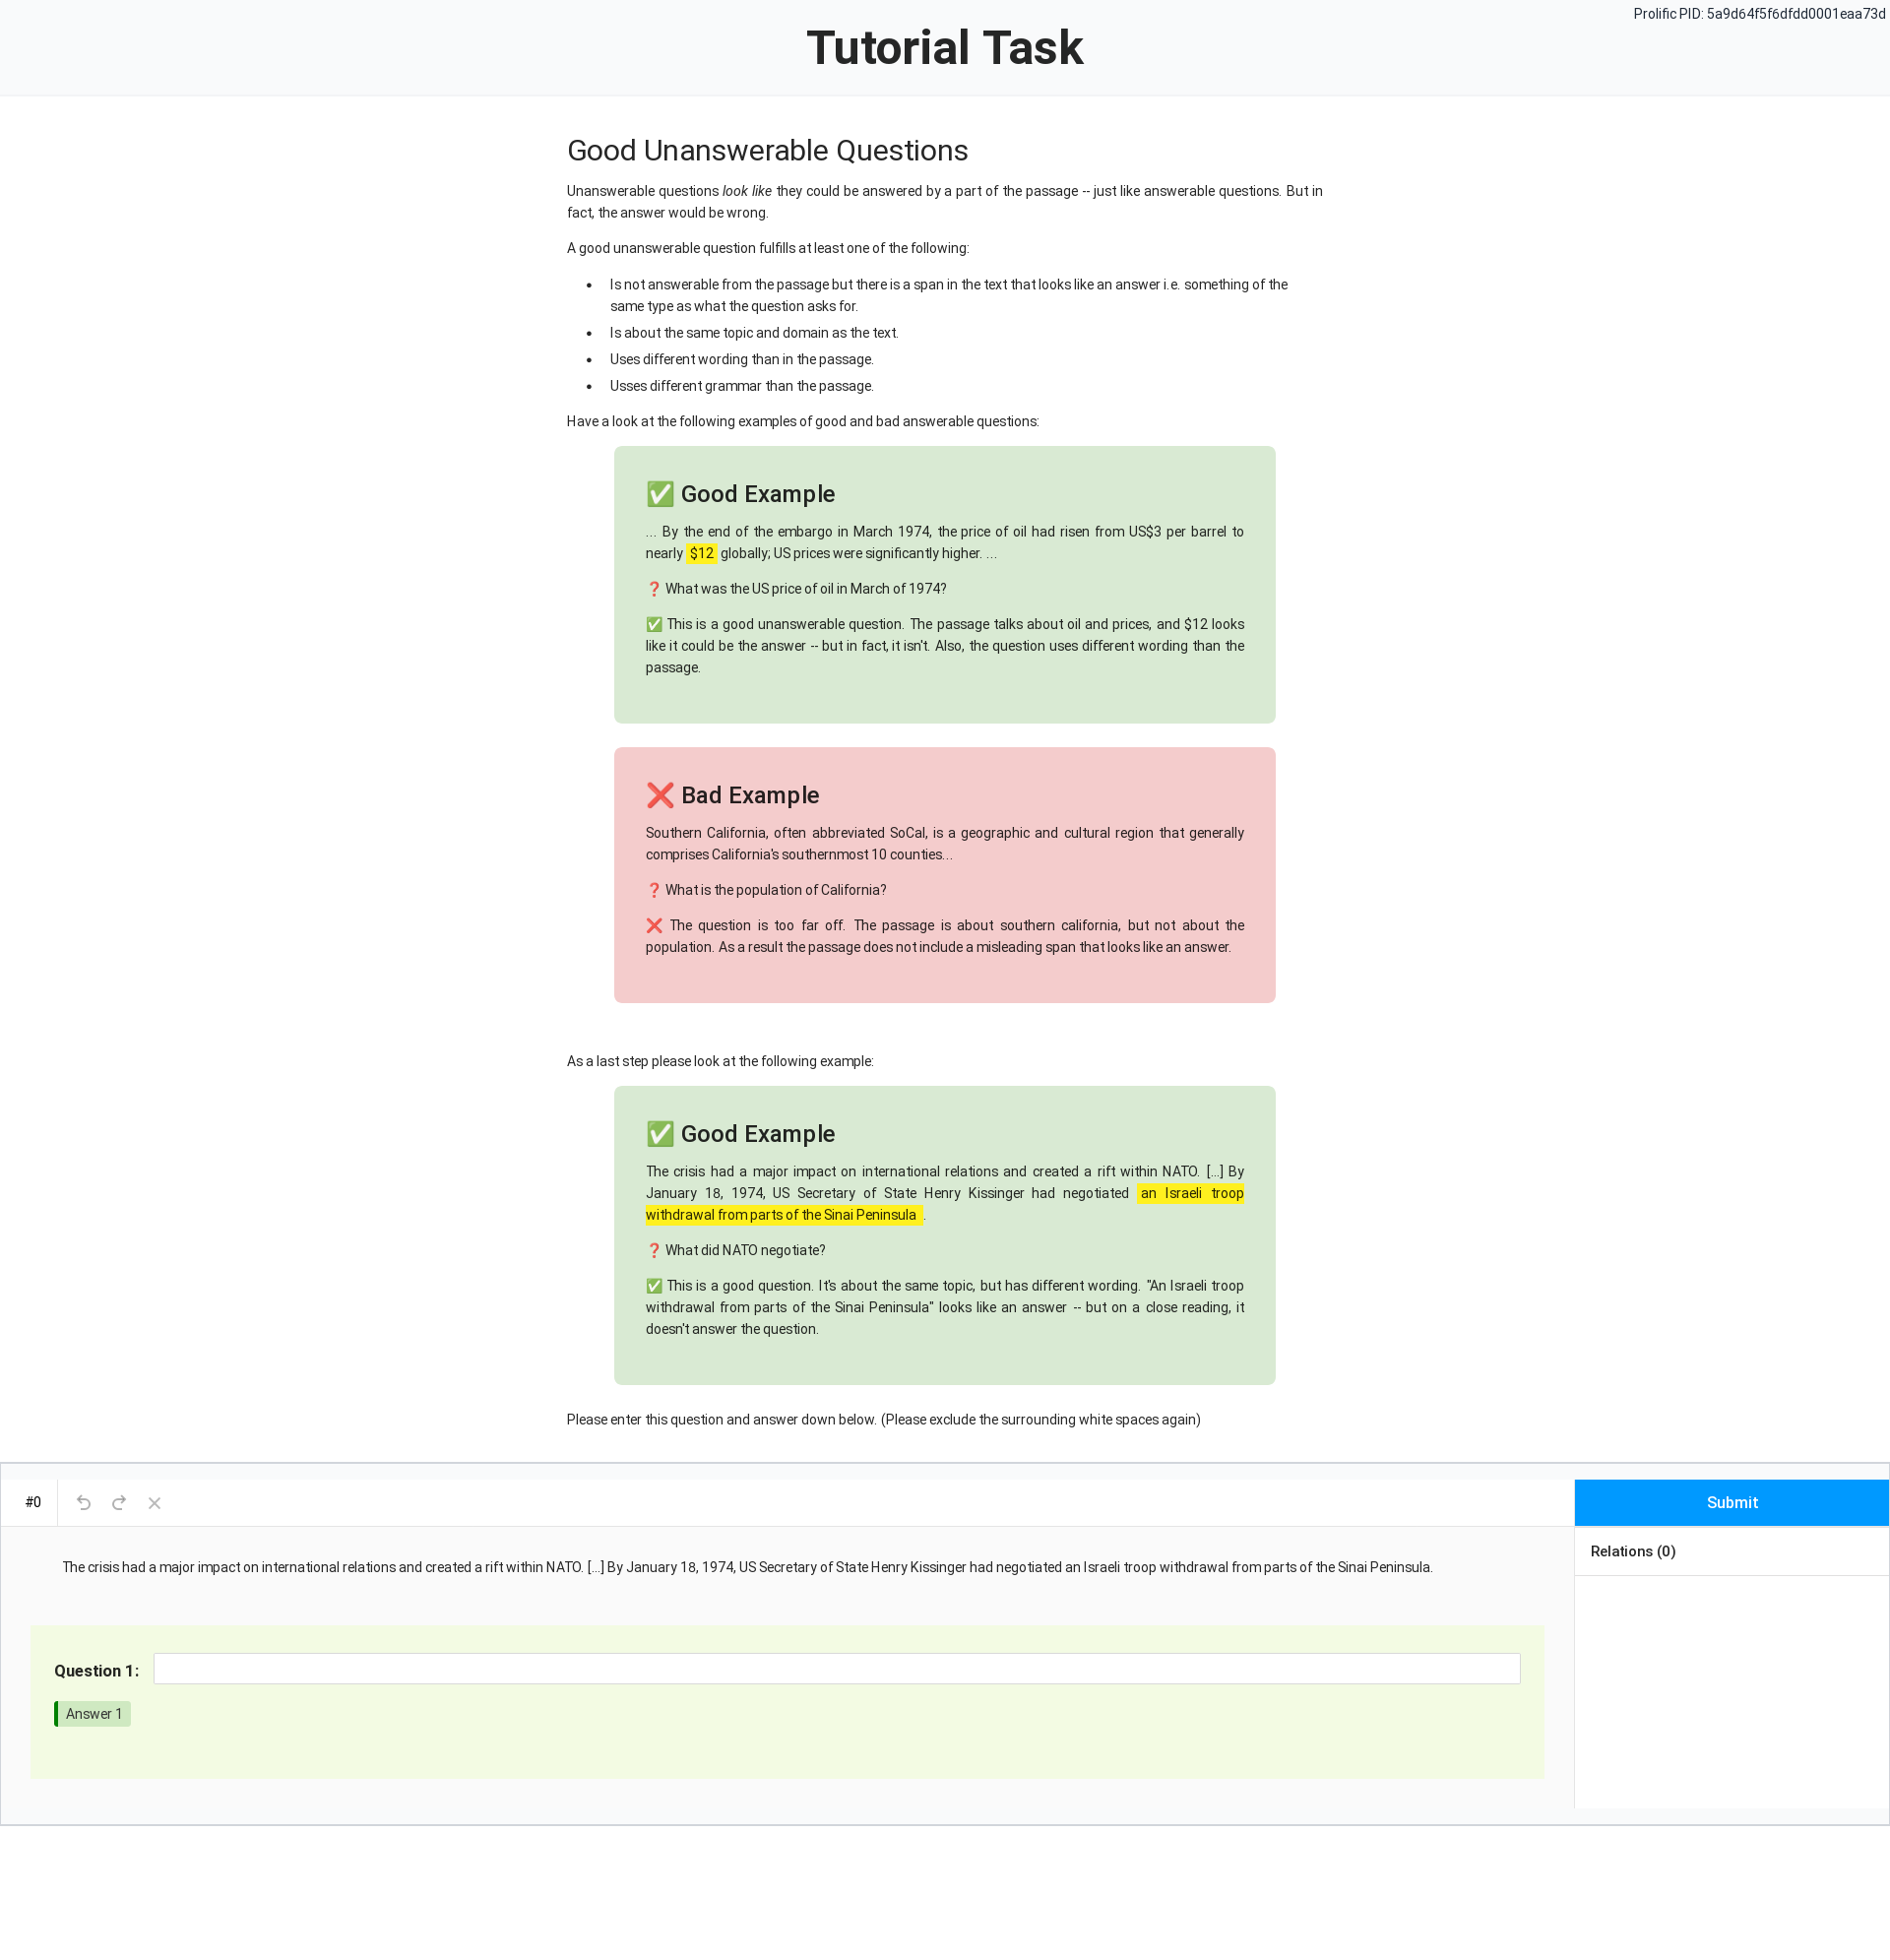 Prolific PID: 5a9d64f5f6dfdd0001eaa73d
Tutorial Task
Good Unanswerable Questions
Unanswerable questions look like they could be answered by a part of the passage -- just like answerable questions. But in
fact, the answer would be wrong.
A good unanswerable question fulfills at least one of the following:
• Is not answerable from the passage but there is a span in the text that looks like an answer i.e. something of the
same type as what the question asks for.
• Is about the same topic and domain as the text.
• Uses different wording than in the passage.
• Usses different grammar than the passage.
Have a look at the following examples of good and bad answerable questions:
✅ Good Example
... By the end of the embargo in March 1974, the price of oil had risen from US$3 per barrel to
nearly $12 globally; US prices were significantly higher. ...
❓ What was the US price of oil in March of 1974?
✅ This is a good unanswerable question. The passage talks about oil and prices, and $12 looks
like it could be the answer -- but in fact, it isn't. Also, the question uses different wording than the
passage.
❌ Bad Example
Southern California, often abbreviated SoCal, is a geographic and cultural region that generally
comprises California's southernmost 10 counties...
❓ What is the population of California?
❌ The question is too far off. The passage is about southern california, but not about the
population. As a result the passage does not include a misleading span that looks like an answer.
As a last step please look at the following example:
✅ Good Example
The crisis had a major impact on international relations and created a rift within NATO. [...] By
January 18, 1974, US Secretary of State Henry Kissinger had negotiated an Israeli troop
withdrawal from parts of the Sinai Peninsula .
❓ What did NATO negotiate?
✅ This is a good question. It's about the same topic, but has different wording. "An Israeli troop
withdrawal from parts of the Sinai Peninsula" looks like an answer -- but on a close reading, it
doesn't answer the question.
Please enter this question and answer down below. (Please exclude the surrounding white spaces again)
#0
Submit
Relations (0)
The crisis had a major impact on international relations and created a rift within NATO. [...] By January 18, 1974, US Secretary of State Henry Kissinger had negotiated an Israeli troop withdrawal from parts of the Sinai Peninsula.
Question 1:
Answer 1